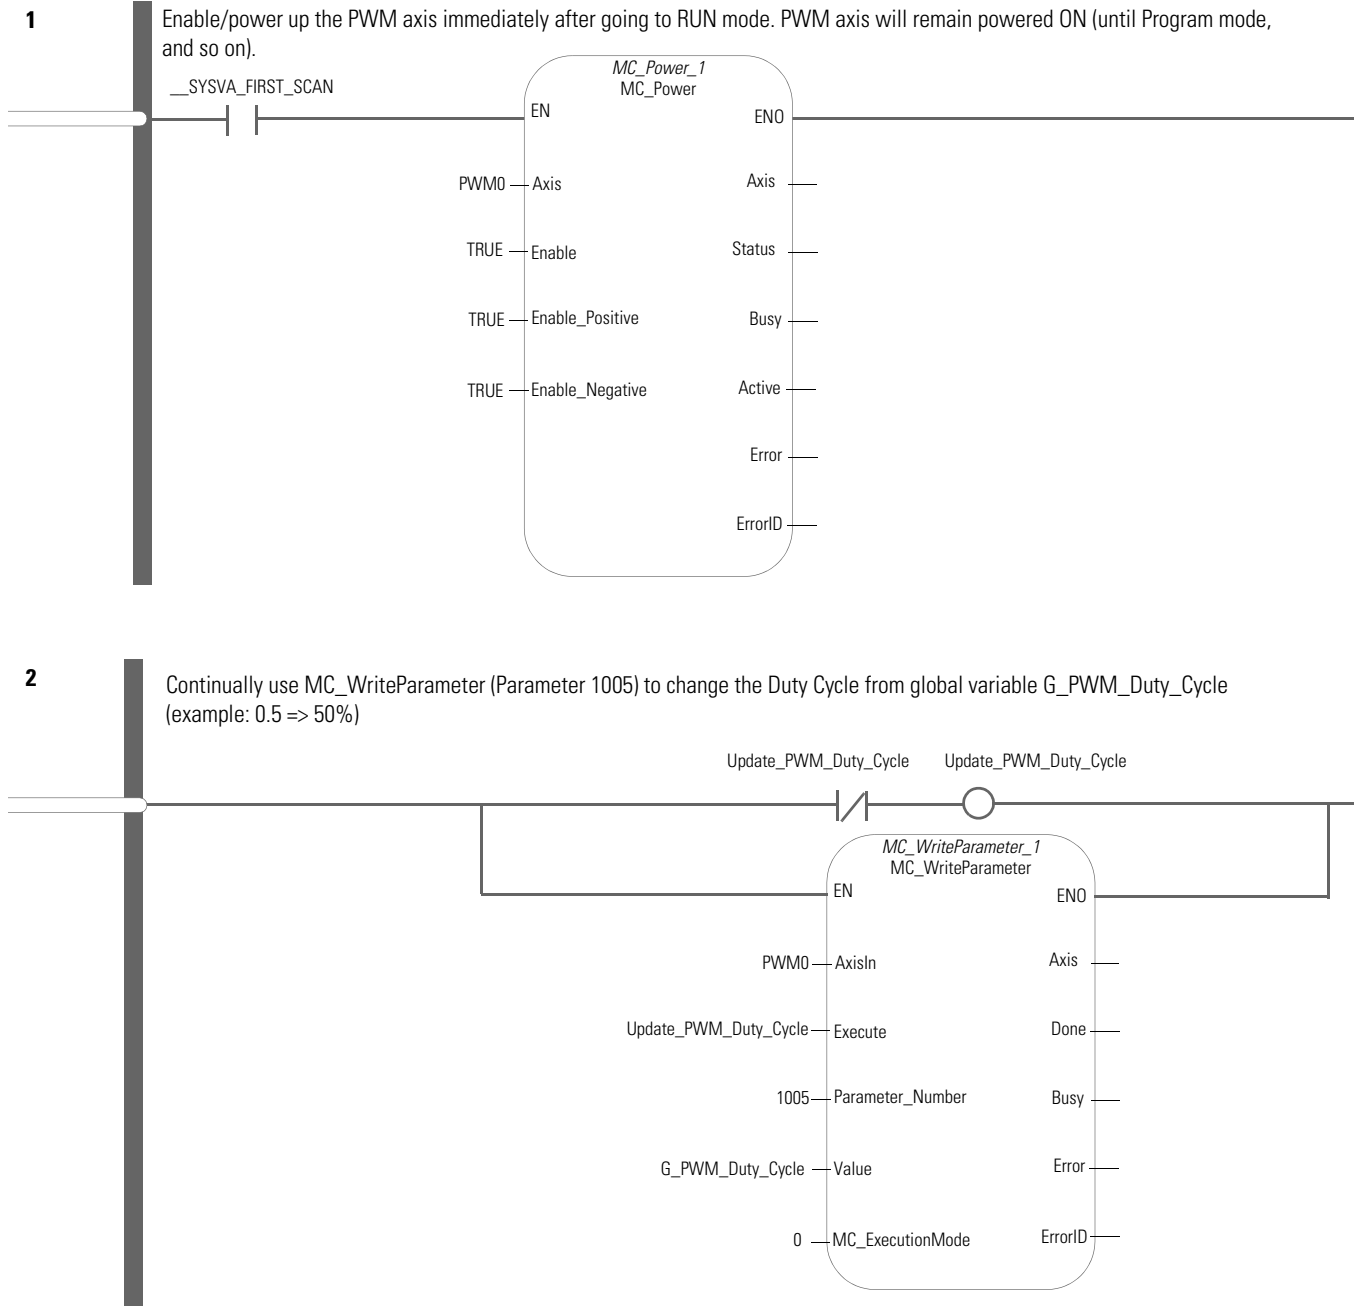 1
Enable/power up the PWM axis immediately after going to RUN mode. PWM axis will remain powered ON (until Program mode,
and so on).
__SYSVA_FIRST_SCAN
MC_Power_1
MC_Power
EN
ENO
PWM0
Axis
Axis
TRUE
Enable
Status
TRUE
Enable_Positive
Busy
TRUE
Enable_Negative
Active
Error
ErrorID
2
Continually use MC_WriteParameter (Parameter 1005) to change the Duty Cycle from global variable G_PWM_Duty_Cycle
(example: 0.5 => 50%)
Update_PWM_Duty_Cycle
Update_PWM_Duty_Cycle
MC_WriteParameter_1
MC_WriteParameter
EN
ENO
PWM0
AxisIn
Axis
Update_PWM_Duty_Cycle
Execute
Done
1005
Parameter_Number
Busy
G_PWM_Duty_Cycle
Value
Error
0
MC_ExecutionMode
ErrorID